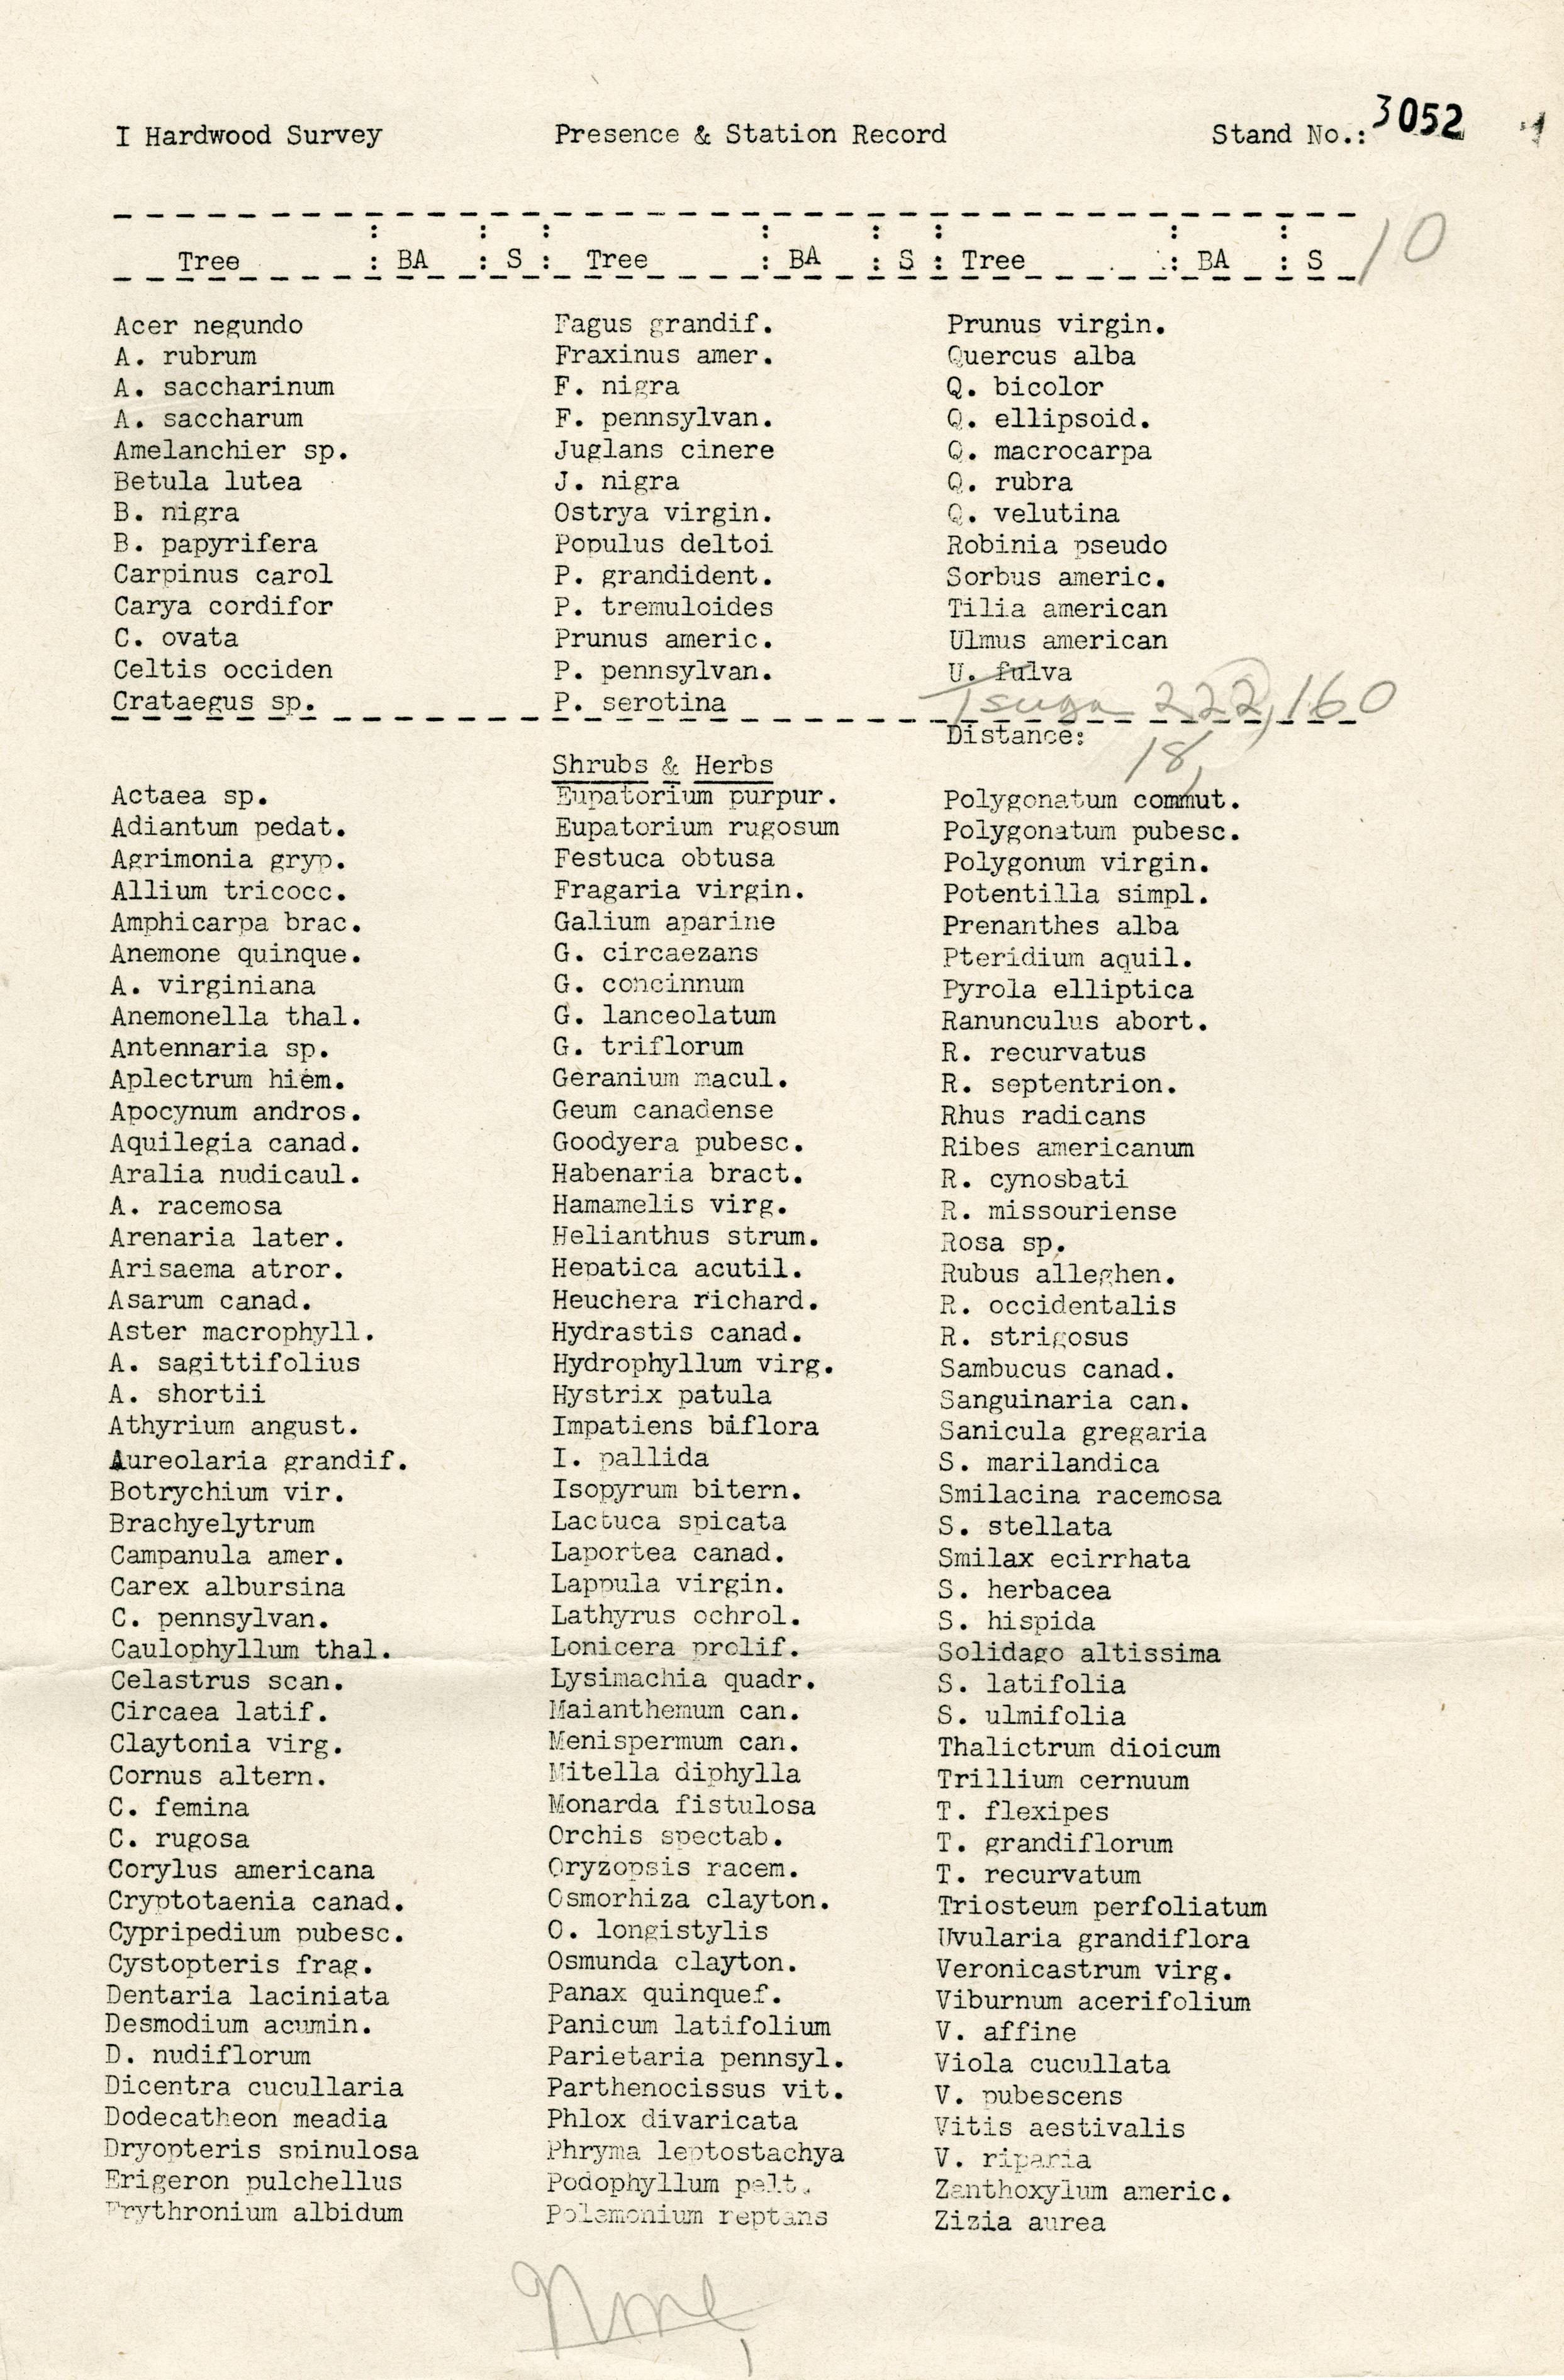 I Hardwood Survey Presence & Station Record Stand No.: 3052
10
Tree : BA : S : Tree : BA : S : Tree : BA : S
Acer negundo Fagus grandif. Prunus virgin.
A. rubrum Fraxinus amer. Quercus alba
A. saccharinum F. nigra Q. bicolor
A. saccharum F. pennsylvan. Q. ellipsoid.
Amelanchier sp. Juglans cinere Q. macrocarpa
Betula lutea J. nigra Q. rubra
B. nigra Ostrya virgin. Q. velutina
B. papyrifera Populus deltoi Robinia pseudo
Carpinus carol P. grandident. Sorbus americ.
Carya cordifor P. tremuloides Tilia american
C. ovata Prunus americ. Ulmus american
Celtis occiden P. pennsylvan. U. fulva
Crataegus sp. P. serotina Tsuga 222, 160
Distance: 18,
Shrubs & Herbs
Actaea sp. Eupatorium purpur. Polygonatum commut.
Adiantum pedat. Eupatorium rugosum Polygonatum pubesc.
Agrimonia gryp. Festuca obtusa Polygonum virgin.
Allium tricocc. Fragaria virgin. Potentilla simpl.
Amphicarpa brac. Galium aparine Prenanthes alba
Anemone quinque. G. circaezans Pteridium aquil.
A. virginiana G. concinnum Pyrola elliptica
Anemonella thal. G. lanceolatum Ranunculus abort.
Antennaria sp. G. triflorum R. recurvatus
Aplectrum hiem. Geranium macul. R. septentrion.
Apocynum andros. Geum canadense Rhus radicans
Aquilegia canad. Goodyera pubesc. Ribes americanum
Aralia nudicaul. Habenaria bract. R. cynosbati
A. racemosa Hamamelis virg. R. missouriense
Arenaria later. Helianthus strum. Rosa sp.
Arisaema atror. Hepatica acutil. Rubus alleghen.
Asarum canad. Heuchera richard. R. occidentalis
Aster macrophyll. Hydrastis canad. R. strigosus
A. sagittifolius Hydrophyllum virg. Sambucus canad.
A. shortii Hystrix patula Sanguinaria can.
Athyrium angust. Impatiens biflora Sanicula gregaria
Aureolaria grandif. I. pallida S. marilandica
Botrychium vir. Isopyrum bitern. Smilacina racemosa
Brachyelytrum Lactuca spicata S. stellata
Campanula amer. Laportea canad. Smilax ecirrhata
Carex albursina Lappula virgin. S. herbacea
C. pennsylvan. Lathyrus ochrol. S. hispida
Caulophyllum thal. Lonicera prolif. Solidago altissima
Celastrus scan. Lysimachia quadr. S. latifolia
Circaea latif. Maianthemum can. S. ulmifolia
Claytonia virg. Menispermum can. Thalictrum dioicum
Cornus altern. Mitella diphylla Trillium cernuum
C. femina Monarda fistulosa T. flexipes
C. rugosa Orchis spectab. T. grandiflorum
Corylus americana Oryzopsis racem. T. recurvatum
Cryptotaenia canad. Osmorhiza clayton. Triosteum perfoliatum
Cypripedium pubesc. O. longistylis Uvularia grandiflora
Cystopteris frag. Osmunda clayton. Veronicastrum virg.
Dentaria laciniata Panax quinquef. Viburnum acerifolium
Desmodium acumin. Panicum latifolium V. affine
D. nudiflorum Parietaria pennsyl. Viola cucullata
Dicentra cucullaria Parthenocissus vit. V. pubescens
Dodecatheon meadia Phlox divaricata Vitis aestivalis
Dryopteris spinulosa Phryma leptostachya V. riparia
Erigeron pulchellus Podophyllum pelt. Zanthoxylum americ.
Erythronium albidum Polemonium reptans Zizia aurea
None